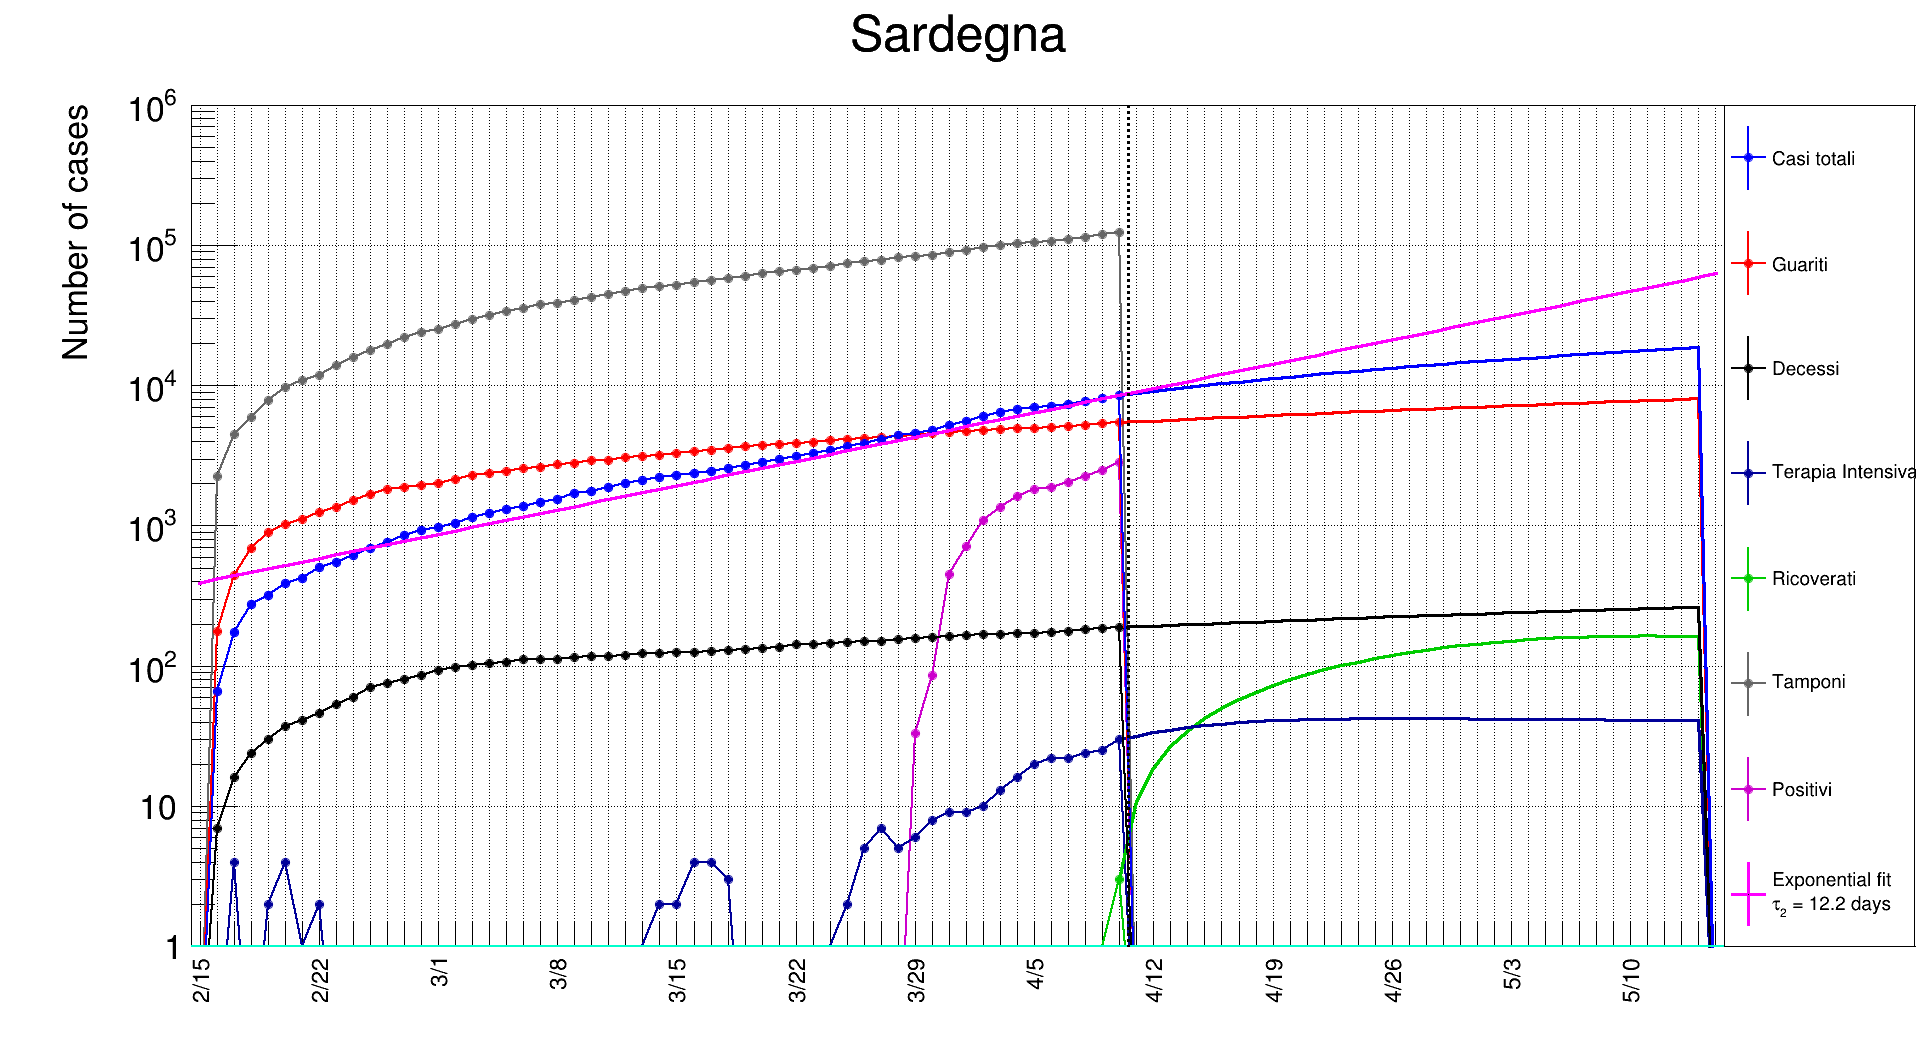 Sardegna
Number of cases
10^6
10^5
10^4
10^3
10^2
10
1
2/15
2/22
3/1
3/8
3/15
3/22
3/29
4/5
4/12
4/19
4/26
5/3
5/10
Casi totali
Guariti
Decessi
Terapia Intensiva
Ricoverati
Tamponi
Positivi
Exponential fit
τ₂ = 12.2 days